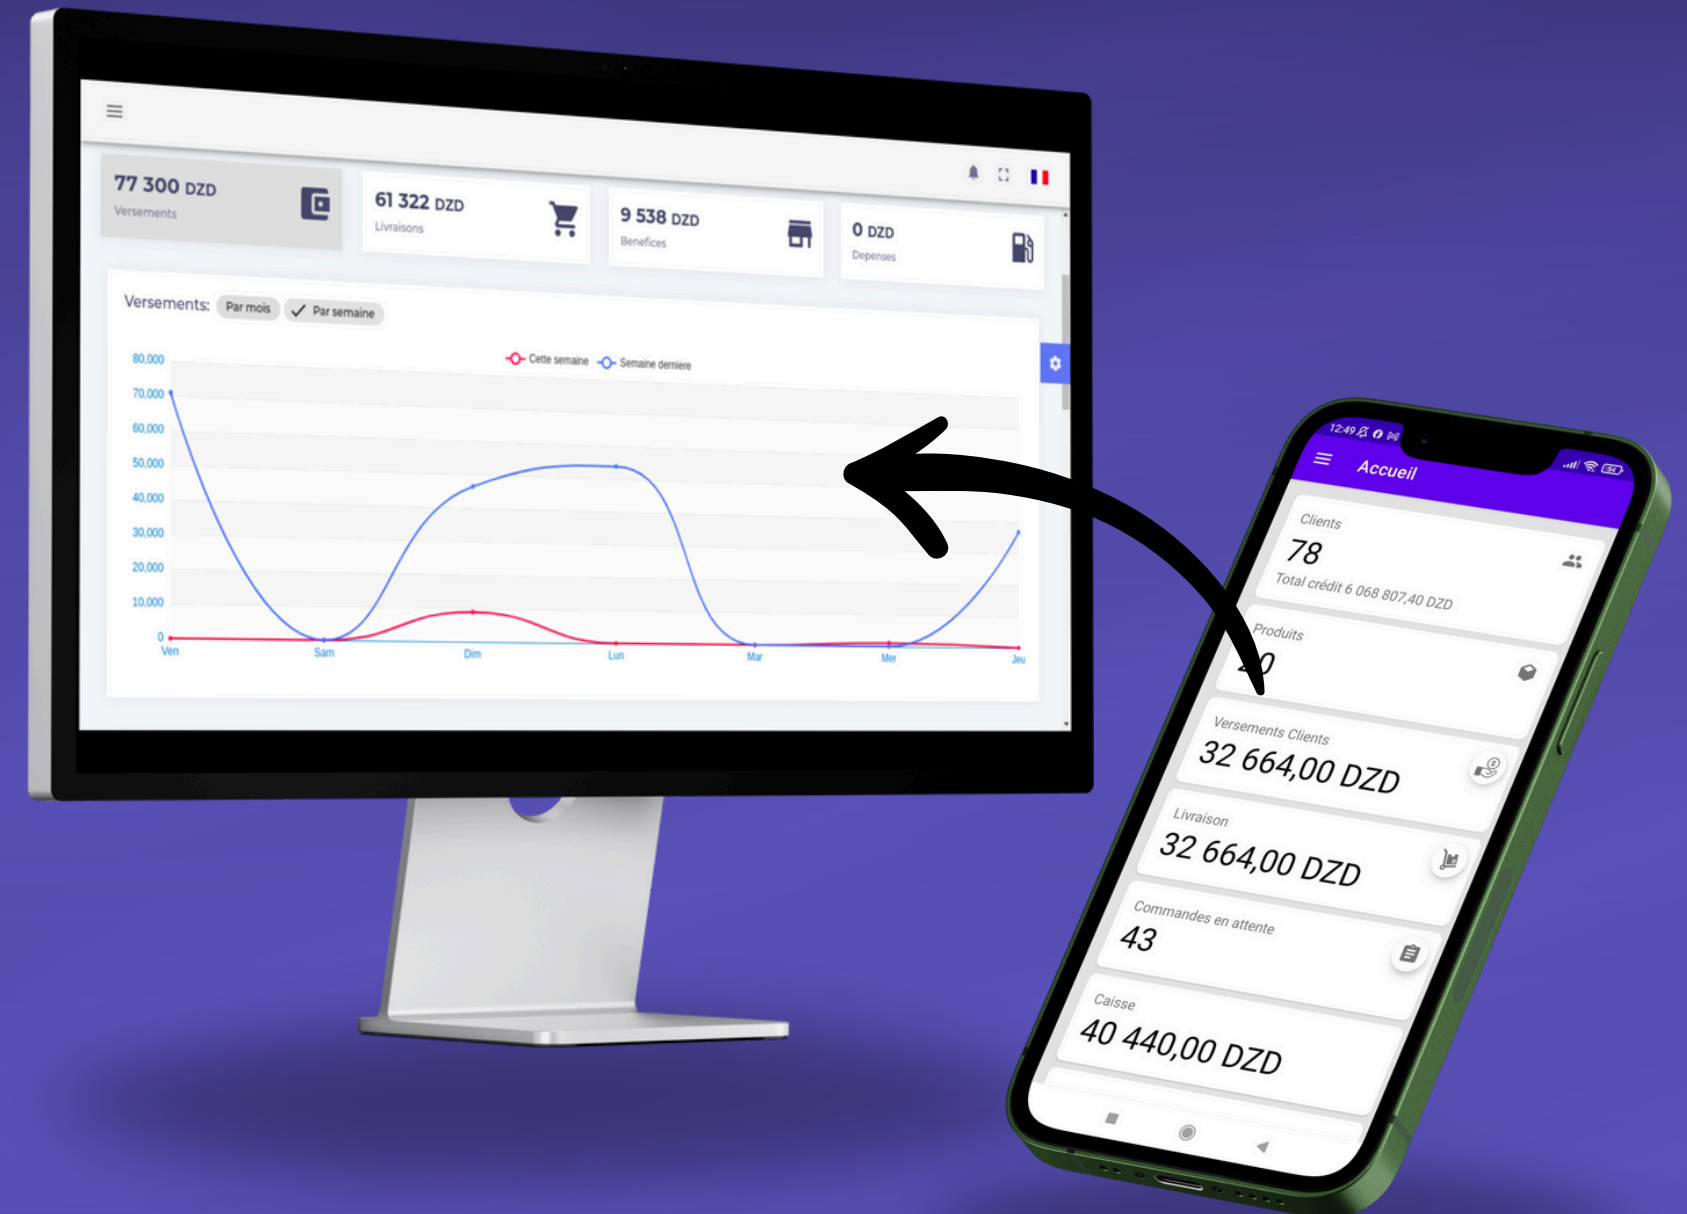 77 300 DZD
Versements
61 322 DZD
Livraisons
9 538 DZD
Benefices
0 DZD
Depenses
Versements:
Par mois
Par semaine
Cette semaine
Semaine derniere
80,000
70,000
60,000
50,000
40,000
30,000
20,000
10,000
0
Ven
Sam
Dim
Lun
Mar
Mer
Jeu
12:49
Accueil
Clients
78
Total crédit 6 068 807,40 DZD
Produits
Versements Clients
32 664,00 DZD
Livraison
32 664,00 DZD
Commandes en attente
43
Caisse
40 440,00 DZD